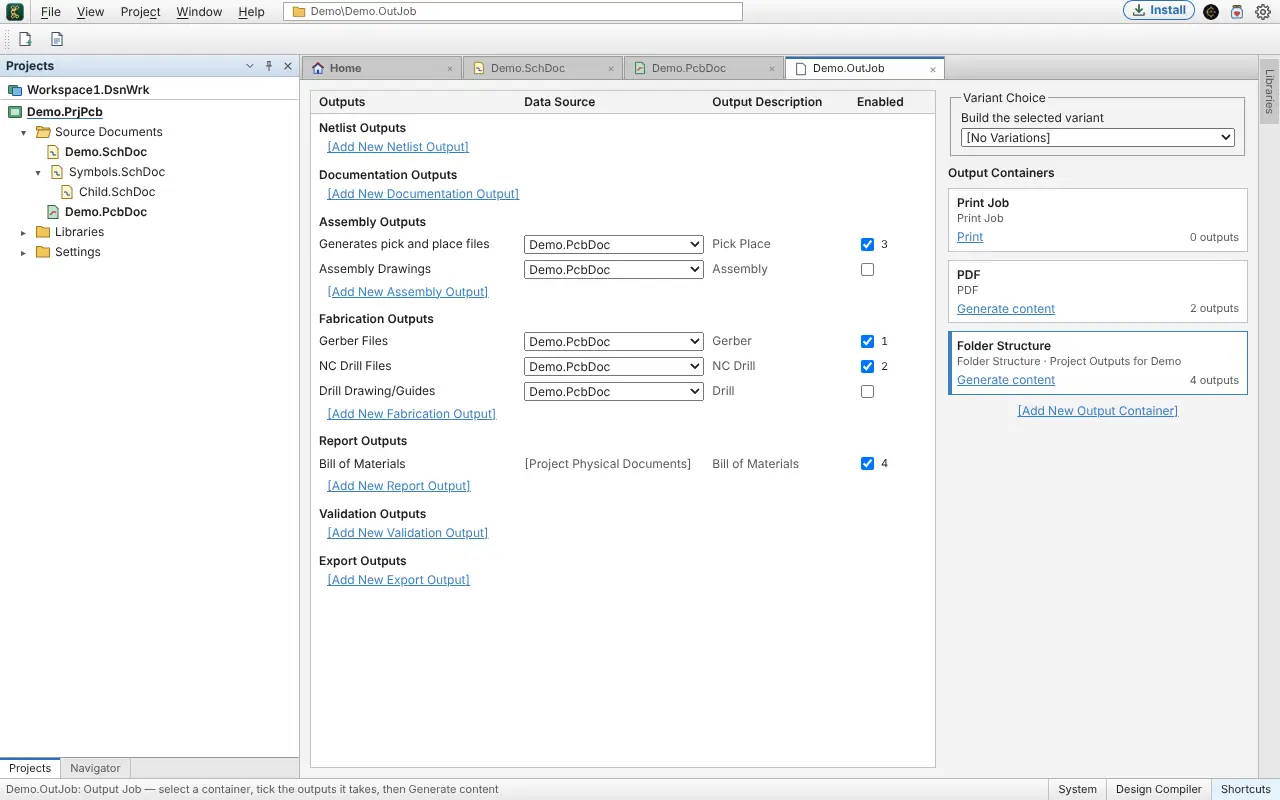 File View Project Window Help Demo\Demo.OutJob Install
Projects
Home Demo.SchDoc Demo.PcbDoc Demo.OutJob
Workspace1.DsnWrk
Demo.PrjPcb
Source Documents
Demo.SchDoc
Symbols.SchDoc
Child.SchDoc
Demo.PcbDoc
Libraries
Settings
Projects Navigator
Outputs Data Source Output Description Enabled
Netlist Outputs
[Add New Netlist Output]
Documentation Outputs
[Add New Documentation Output]
Assembly Outputs
Generates pick and place files Demo.PcbDoc Pick Place 3
Assembly Drawings Demo.PcbDoc Assembly
[Add New Assembly Output]
Fabrication Outputs
Gerber Files Demo.PcbDoc Gerber 1
NC Drill Files Demo.PcbDoc NC Drill 2
Drill Drawing/Guides Demo.PcbDoc Drill
[Add New Fabrication Output]
Report Outputs
Bill of Materials [Project Physical Documents] Bill of Materials 4
[Add New Report Output]
Validation Outputs
[Add New Validation Output]
Export Outputs
[Add New Export Output]
Variant Choice
Build the selected variant
[No Variations]
Output Containers
Print Job
Print Job
Print 0 outputs
PDF
PDF
Generate content 2 outputs
Folder Structure
Folder Structure · Project Outputs for Demo
Generate content 4 outputs
[Add New Output Container]
Libraries
Demo.OutJob: Output Job — select a container, tick the outputs it takes, then Generate content System Design Compiler Shortcuts